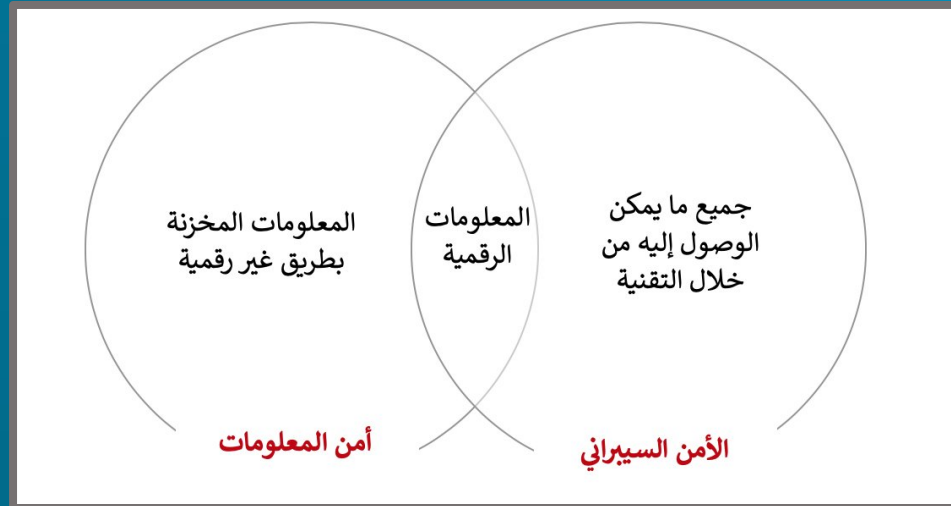 جميع ما يمكن
الوصول إليه من
خلال التقنية
المعلومات
الرقمية
المعلومات المخزنة
بطريق غير رقمية
الأمن السيبراني
أمن المعلومات